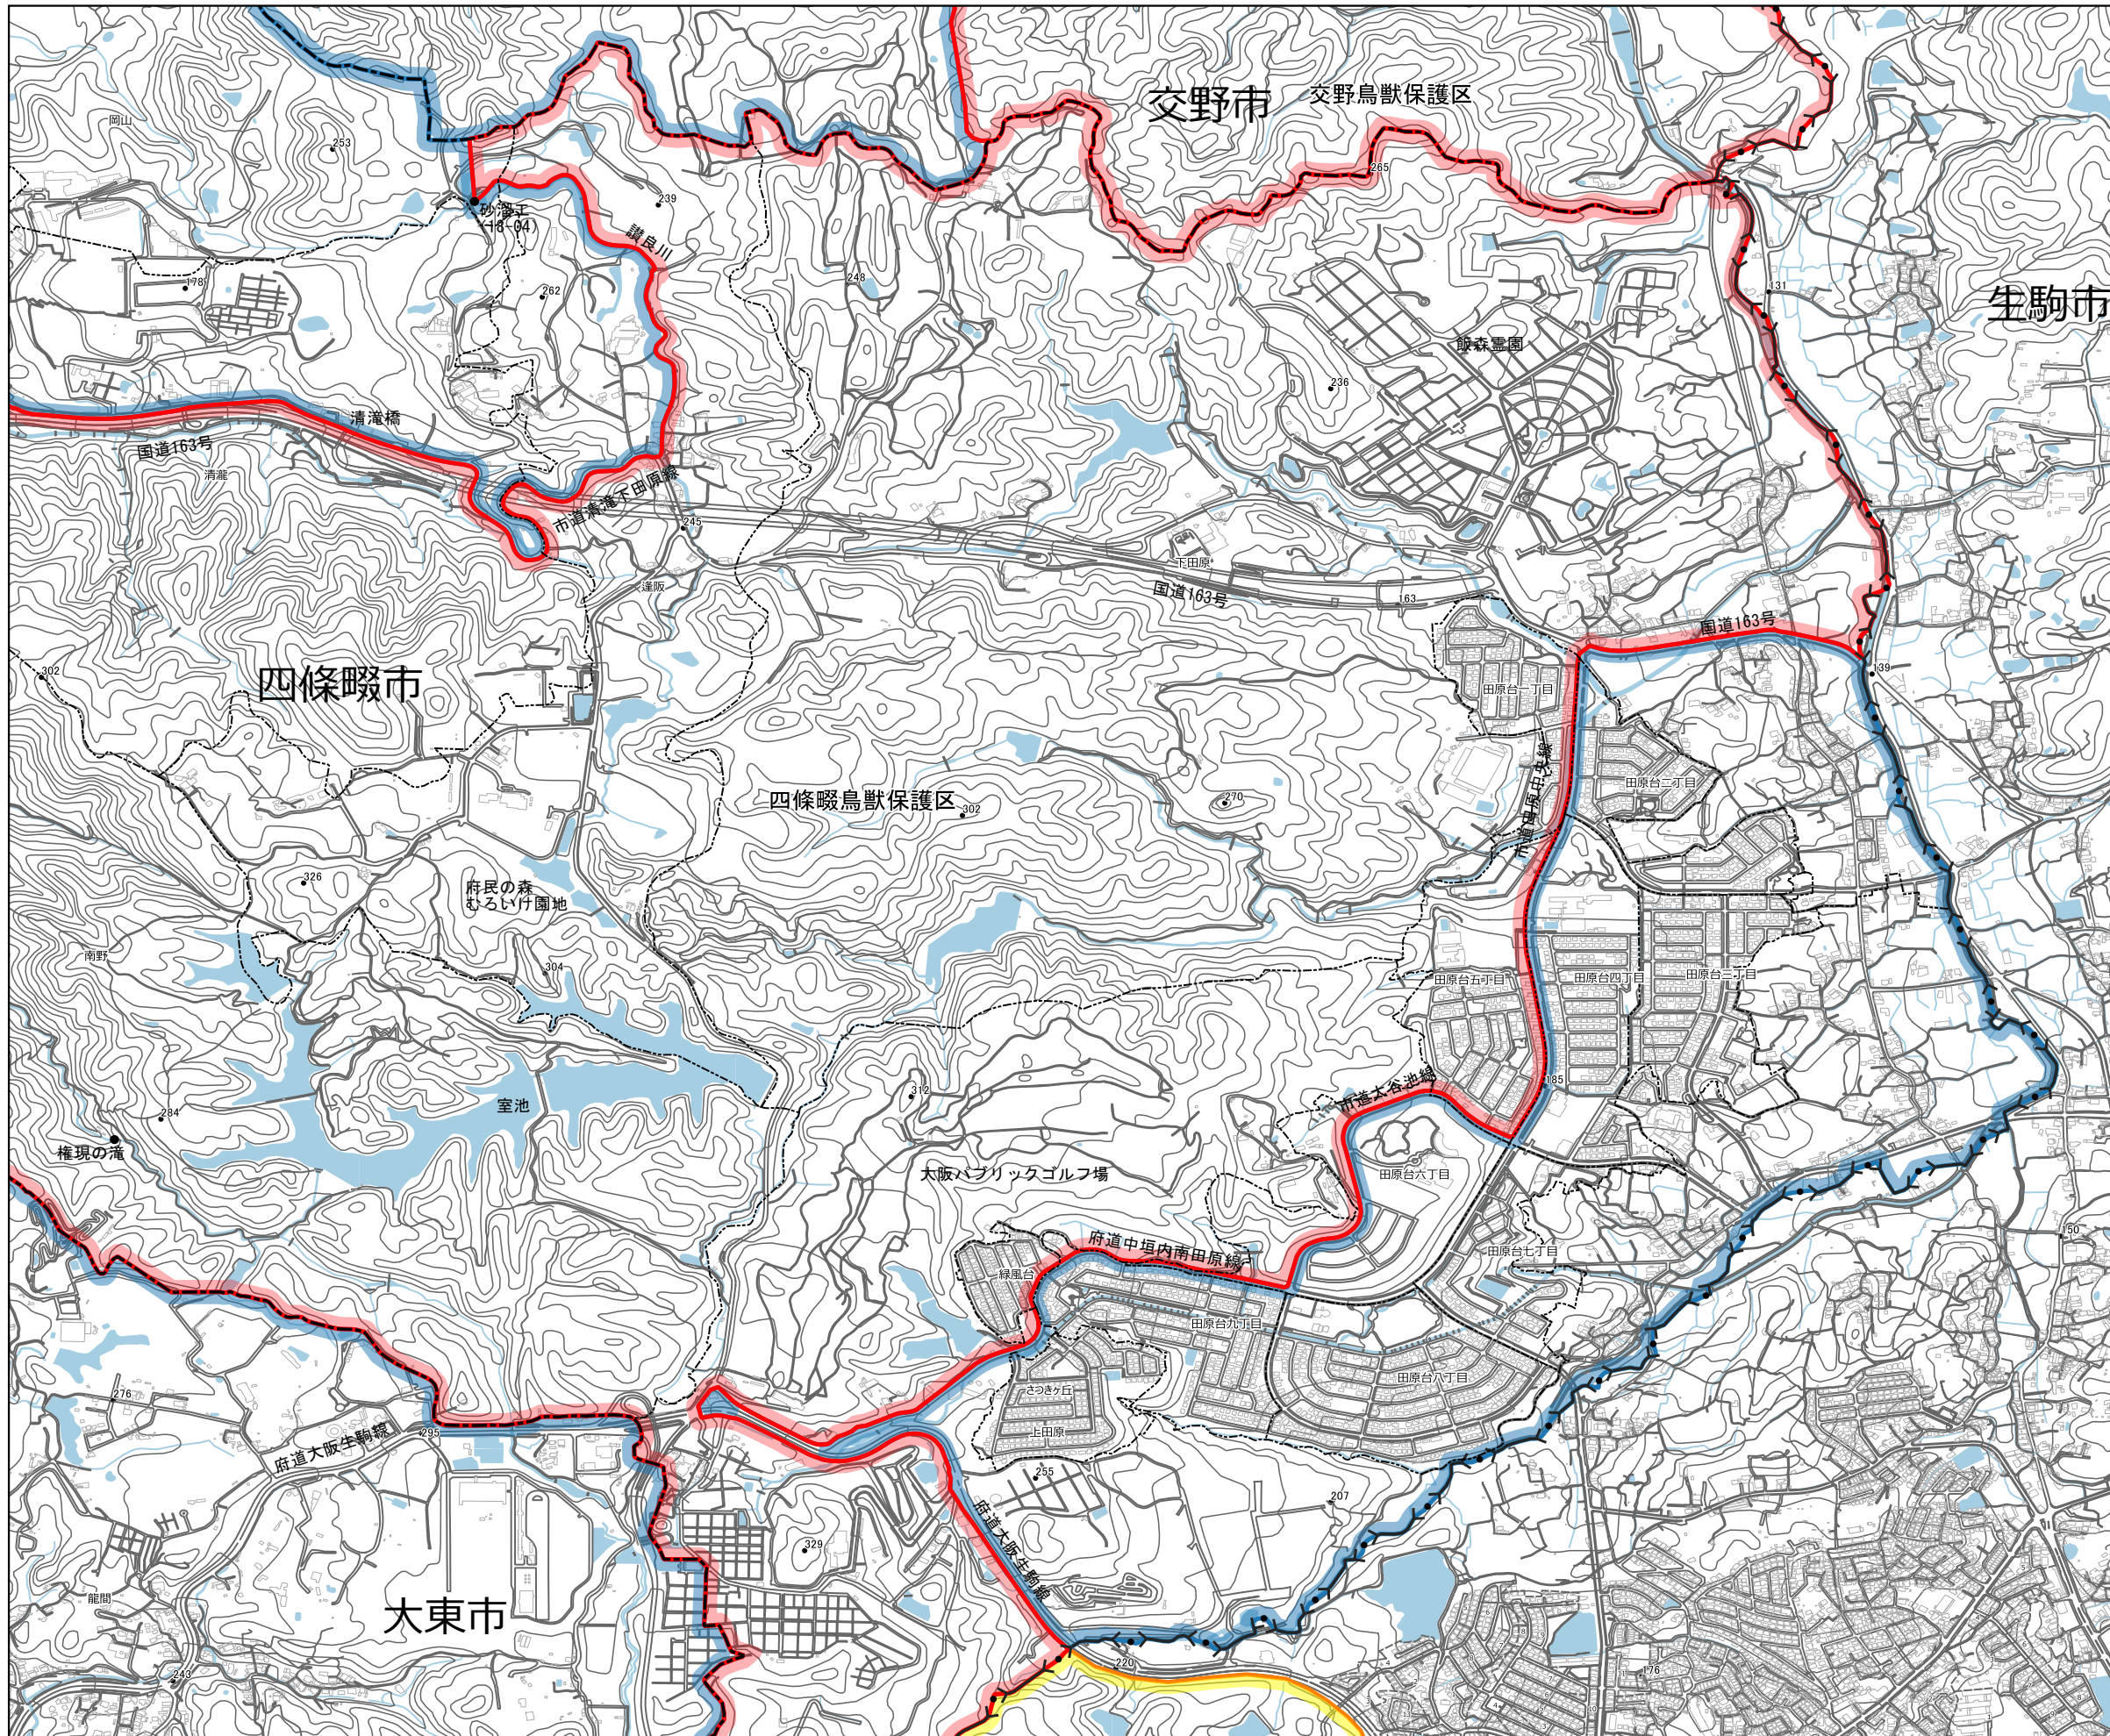 交野市
交野鳥獣保護区
岡山
253
265
239
砂溜工
(18-04)
讃良川
248
262
178
131
生駒市
飯森霊園
236
清滝橋
国道163号
清瀧
市道清滝下田原線
245
逢阪
下田原
国道163号
163
国道163号
139
302
四條畷市
田原台一丁目
市道田原中央線
田原台二丁目
四條畷鳥獣保護区
302
270
326
府民の森
むろいけ園地
南野
304
田原台五丁目
田原台四丁目
田原台三丁目
312
284
室池
市道大谷池線
185
権現の滝
大阪パブリックゴルフ場
田原台六丁目
150
府道中垣内南田原線
田原台七丁目
緑風台
田原台九丁目
276
さつきヶ丘
田原台八丁目
295
府道大阪生駒線
上田原
255
207
府道大阪生駒線
329
龍間
大東市
243
220
176